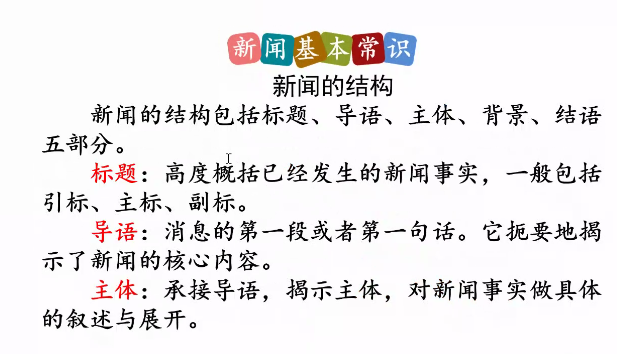 新闻基本常识
新闻的结构
新闻的结构包括标题、导语、主体、背景、结语
五部分。
标题：高度概括已经发生的新闻事实，一般包括
引标、主标、副标。
导语：消息的第一段或者第一句话。它扼要地揭
示了新闻的核心内容。
主体：承接导语，揭示主体，对新闻事实做具体
的叙述与展开。